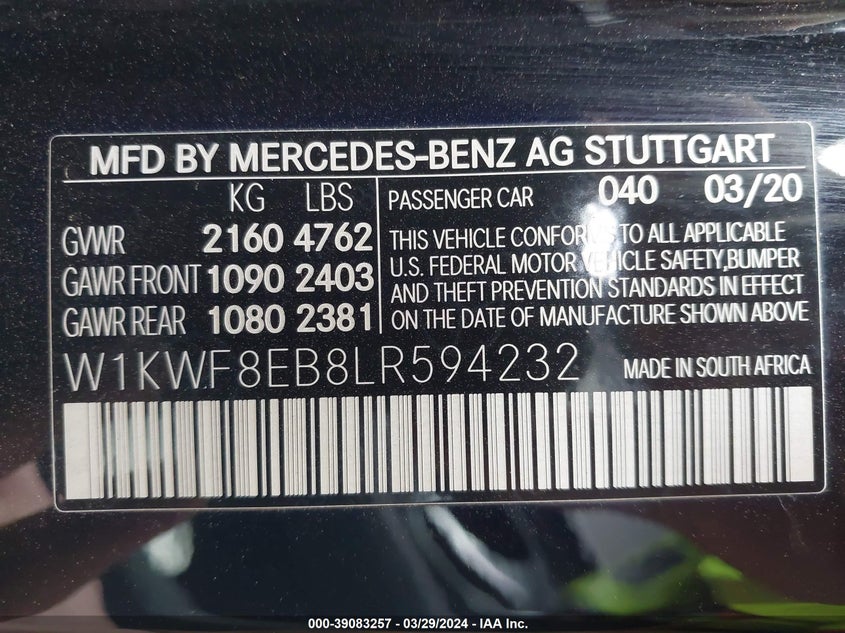 MFD BY MERCEDES-BENZ AG STUTTGART
KG LBS
GVWR 2160 4762
GAWR FRONT 1090 2403
GAWR REAR 1080 2381
PASSENGER CAR 040 03/20
THIS VEHICLE CONFORMS TO ALL APPLICABLE
U.S. FEDERAL MOTOR VEHICLE SAFETY,BUMPER
AND THEFT PREVENTION STANDARDS IN EFFECT
ON THE DATE OF MANUFACTURE SHOWN ABOVE
W1KWF8EB8LR594232
MADE IN SOUTH AFRICA
000-39083257 - 03/29/2024 - IAA Inc.